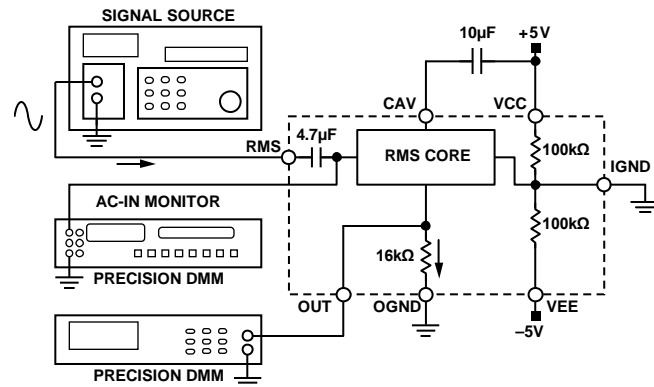 SIGNAL SOURCE
10µF
+5V
CAV
VCC
4.7µF
RMS
RMS CORE
100kΩ
IGND
AC-IN MONITOR
100kΩ
16kΩ
PRECISION DMM
OUT
OGND
VEE
–5V
PRECISION DMM